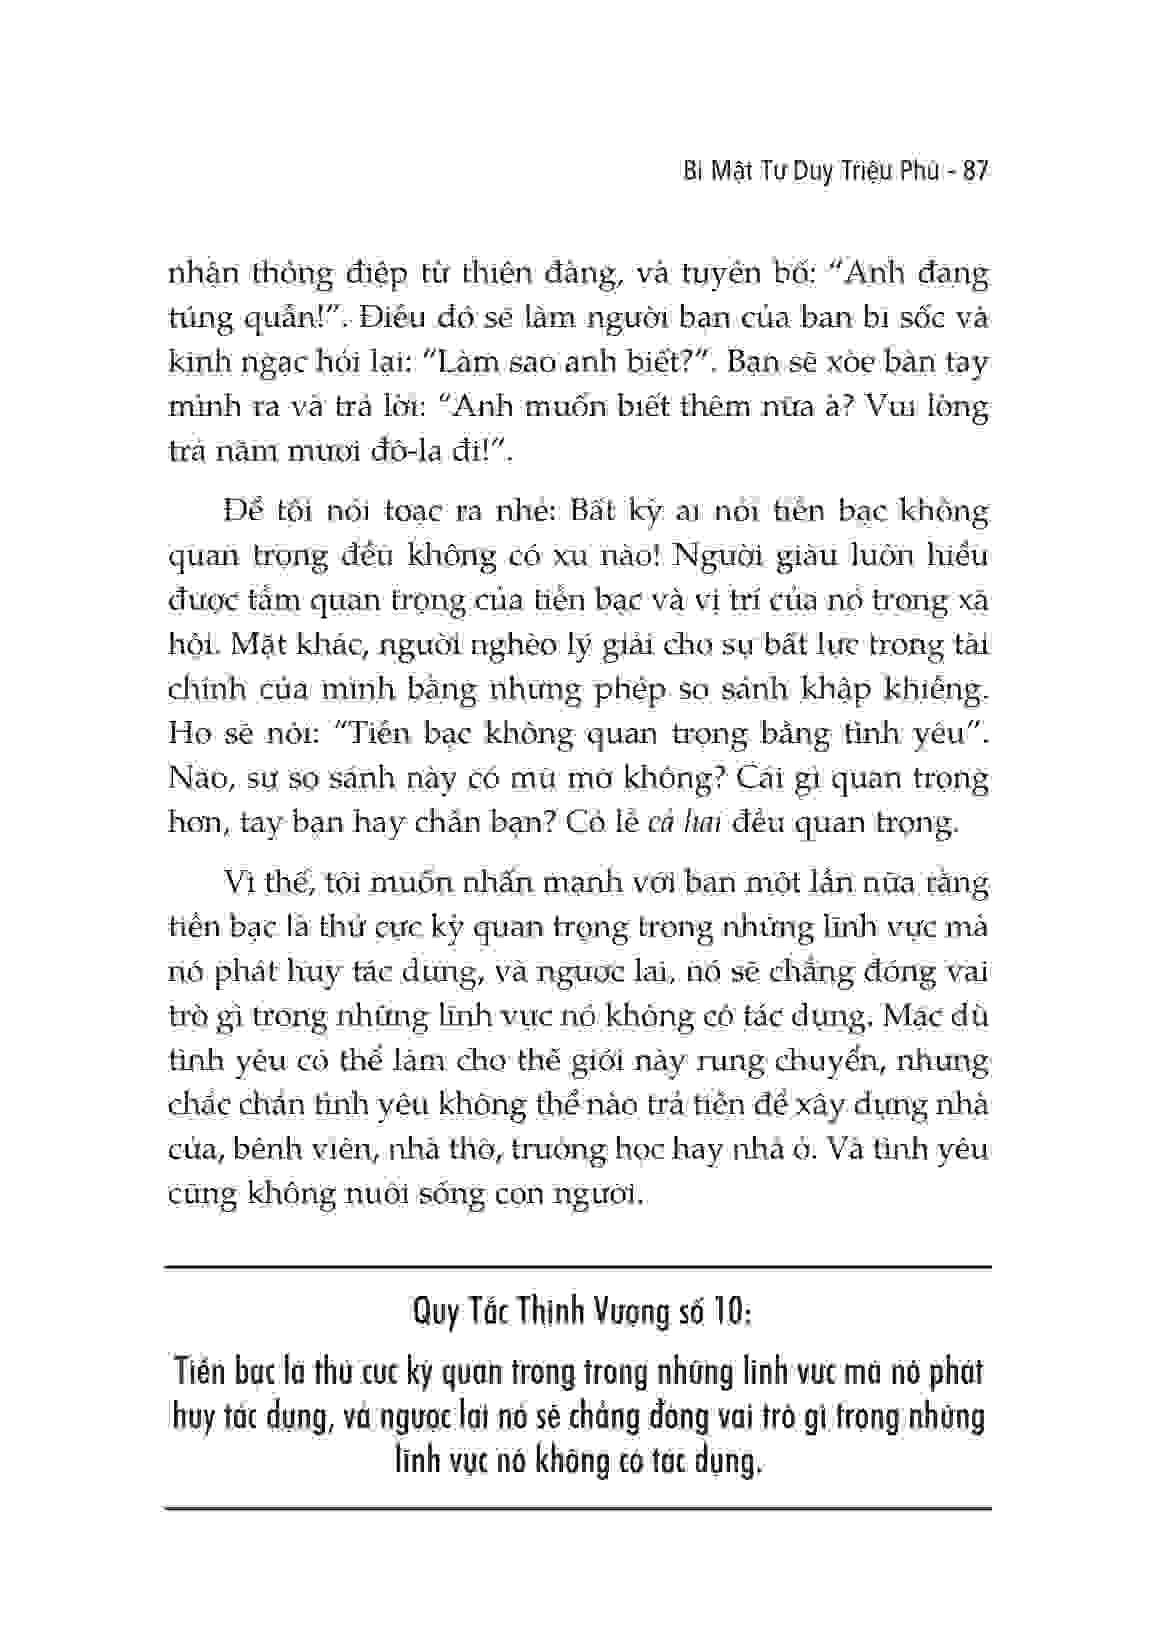 Bí Mật Tư Duy Triệu Phú - 87
nhận thông điệp từ thiên đàng, và tuyên bố: “Anh đang
túng quẫn!”. Điều đó sẽ làm người bạn của bạn bị sốc và
kinh ngạc hỏi lại: “Làm sao anh biết?”. Bạn sẽ xòe bàn tay
mình ra và trả lời: “Anh muốn biết thêm nữa à? Vui lòng
trả năm mươi đô-la đi!”.
Để tôi nói toạc ra nhé: Bất kỳ ai nói tiền bạc không
quan trọng đều không có xu nào! Người giàu luôn hiểu
được tầm quan trọng của tiền bạc và vị trí của nó trong xã
hội. Mặt khác, người nghèo lý giải cho sự bất lực trong tài
chính của mình bằng những phép so sánh khập khiễng.
Họ sẽ nói: “Tiền bạc không quan trọng bằng tình yêu”.
Nào, sự so sánh này có mù mờ không? Cái gì quan trọng
hơn, tay bạn hay chân bạn? Có lẽ cả hai đều quan trọng.
Vì thế, tôi muốn nhấn mạnh với bạn một lần nữa rằng
tiền bạc là thứ cực kỳ quan trọng trong những lĩnh vực mà
nó phát huy tác dụng, và ngược lại, nó sẽ chẳng đóng vai
trò gì trong những lĩnh vực nó không có tác dụng. Mặc dù
tình yêu có thể làm cho thế giới này rung chuyển, nhưng
chắc chắn tình yêu không thể nào trả tiền để xây dựng nhà
cửa, bệnh viện, nhà thờ, trường học hay nhà ở. Và tình yêu
cũng không nuôi sống con người.
Quy Tắc Thịnh Vượng số 10:
Tiền bạc là thứ cực kỳ quan trọng trong những lĩnh vực mà nó phát
huy tác dụng, và ngược lại nó sẽ chẳng đóng vai trò gì trong những
lĩnh vực nó không có tác dụng.